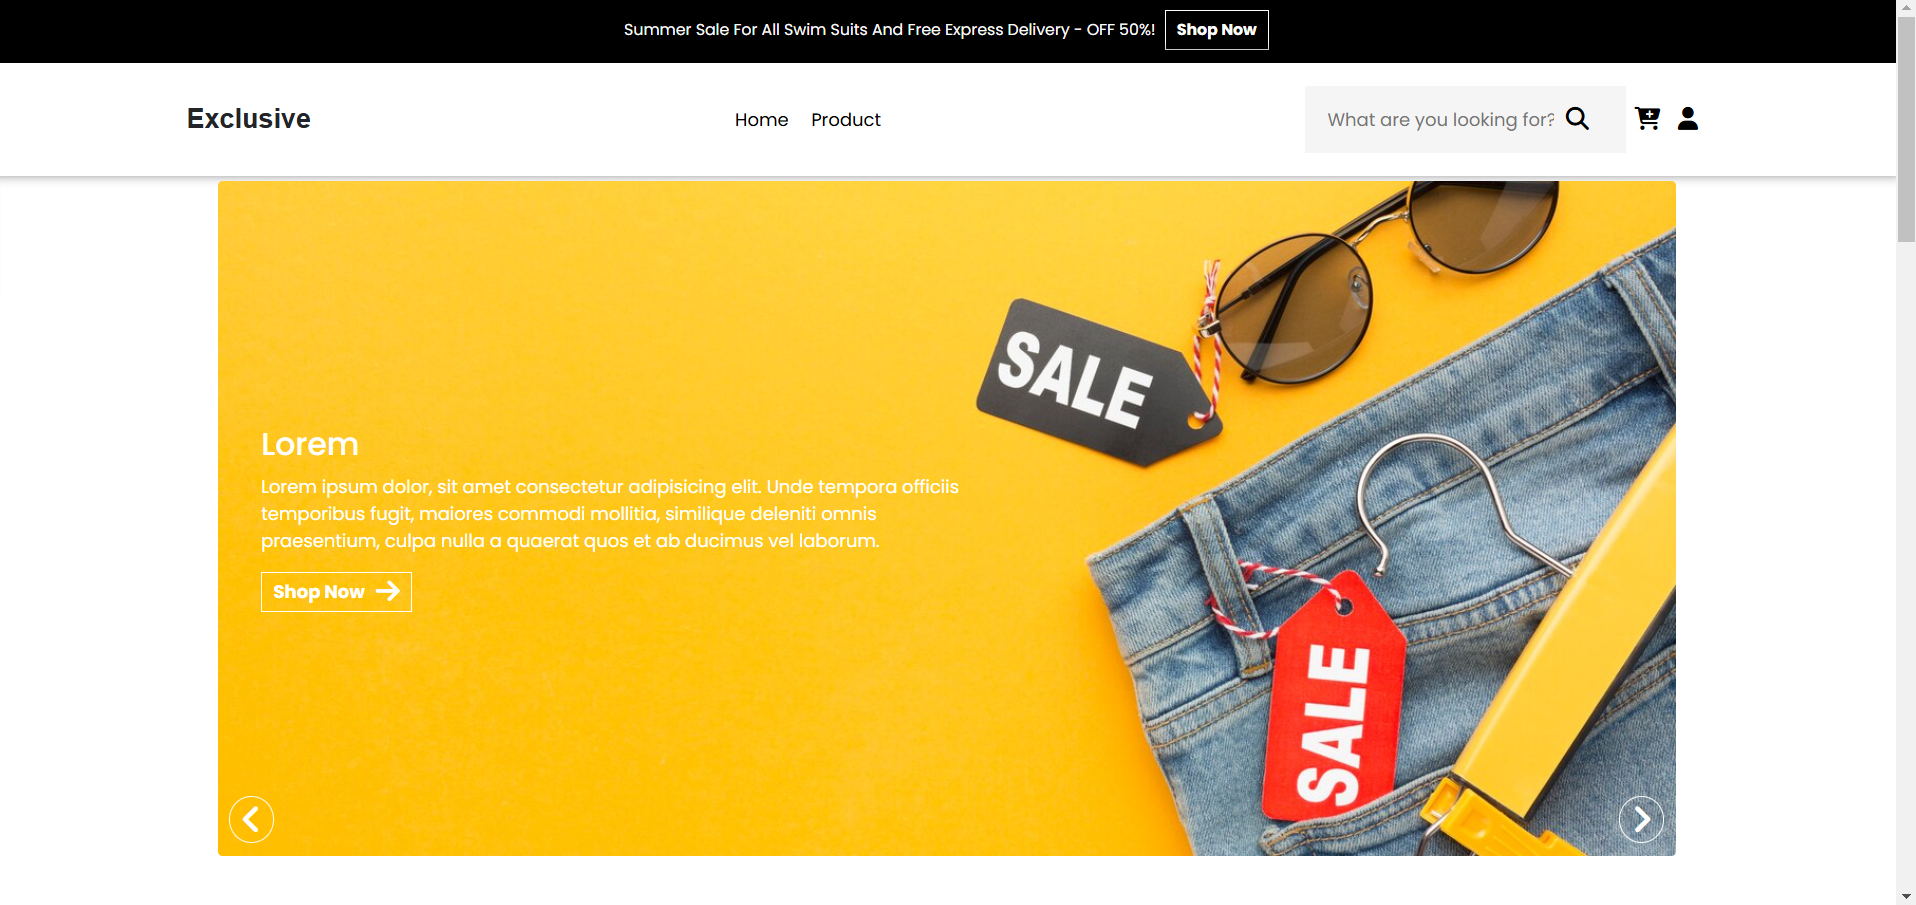 Summer Sale For All Swim Suits And Free Express Delivery - OFF 50%! Shop Now
Exclusive
Home Product
What are you looking for?
SALE
Lorem
Lorem ipsum dolor, sit amet consectetur adipisicing elit. Unde tempora officiis
temporibus fugit, maiores commodi mollitia, similique deleniti omnis
praesentium, culpa nulla a quaerat quos et ab ducimus vel laborum.
Shop Now
SALE